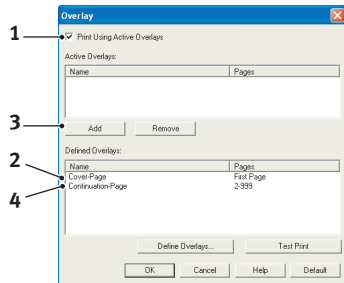 Overlay
1
Print Using Active Overlays
Active Overlays:
Name Pages
3
Add Remove
Defined Overlays:
Name Pages
2
Cover-Page First Page
4
Continuation-Page 2-999
Define Overlays... Test Print
OK Cancel Help Default